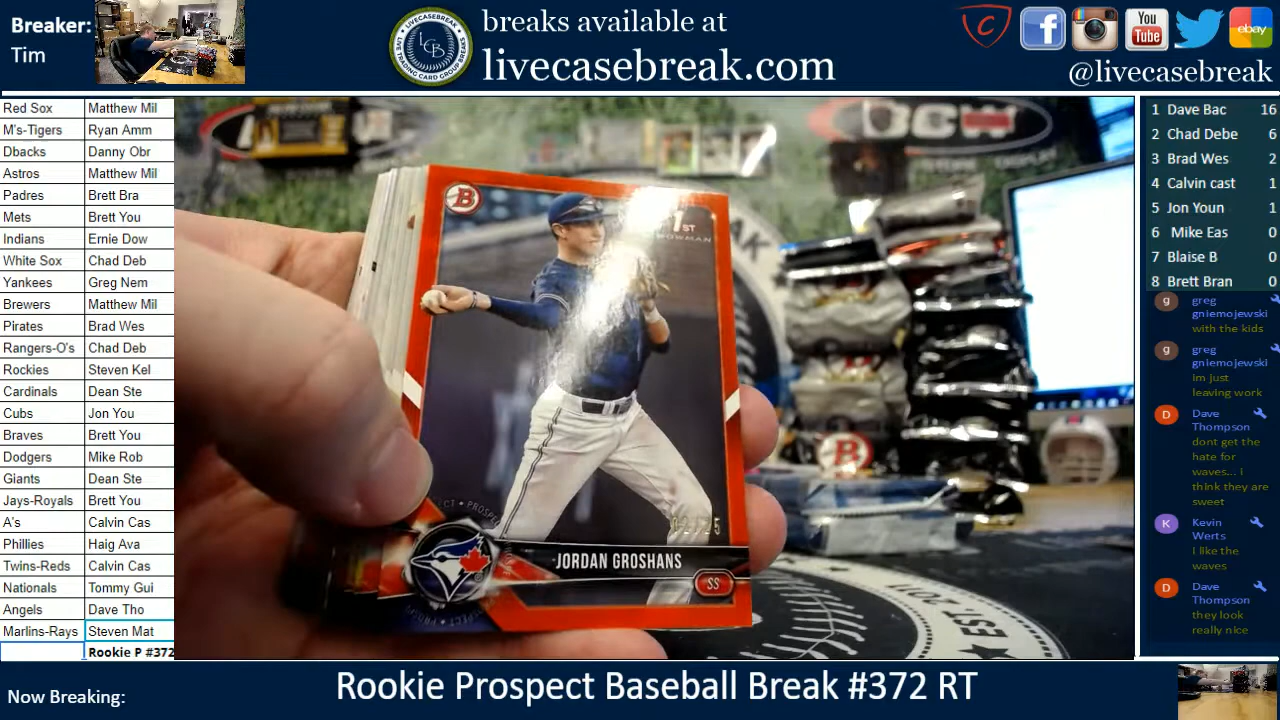 Breaker:
Tim
LCB
breaks available at
livecasebreak.com
You
Tube
ebay
@livecasebreak
Red Sox Matthew Mil
M's-Tigers Ryan Amm
Dbacks Danny Obr
Astros Matthew Mil
Padres Brett Bra
Mets Brett You
Indians Ernie Dow
White Sox Chad Deb
Yankees Greg Nem
Brewers Matthew Mil
Pirates Brad Wes
Rangers-O's Chad Deb
Rockies Steven Kel
Cardinals Dean Ste
Cubs Jon You
Braves Brett You
Dodgers Mike Rob
Giants Dean Ste
Jays-Royals Brett You
A's Calvin Cas
Phillies Haig Ava
Twins-Reds Calvin Cas
Nationals Tommy Gui
Angels Dave Tho
Marlins-Rays Steven Mat
Rookie P #372
B
1ST
BOWMAN
JORDAN GROSHANS
SS
BCW
B
1 Dave Bac 16
2 Chad Debe 6
3 Brad Wes 2
4 Calvin cast 1
5 Jon Youn 1
6 Mike Eas 0
7 Blaise B 0
8 Brett Bran 0
g greg
gniemojewski
with the kids
g greg
gniemojewski
Im just
leaving work
D Dave
Thompson
dont get the
hate for
waves... i
think they are
sweet
K Kevin
Werts
I like the
waves
D Dave
Thompson
they look
really nice
Now Breaking:
Rookie Prospect Baseball Break #372 RT